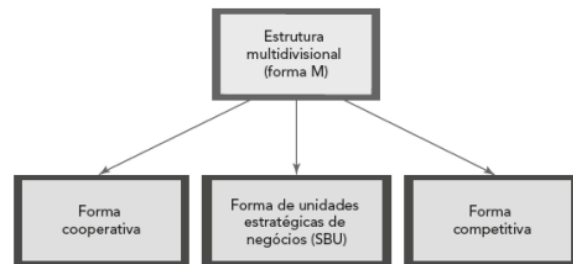 Estrutura
multidivisional
(forma M)
Forma
cooperativa
Forma de unidades
estratégicas de
negócios (SBU)
Forma
competitiva